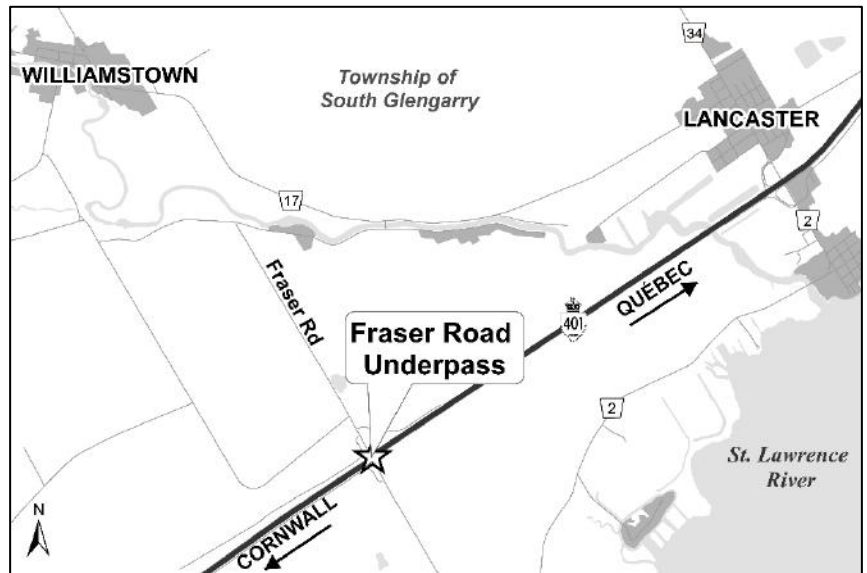 34
WILLIAMSTOWN
Township of
South Glengarry
LANCASTER
17
2
Fraser Rd
QUÉBEC
401
Fraser Road
Underpass
2
St. Lawrence
River
N
CORNWALL